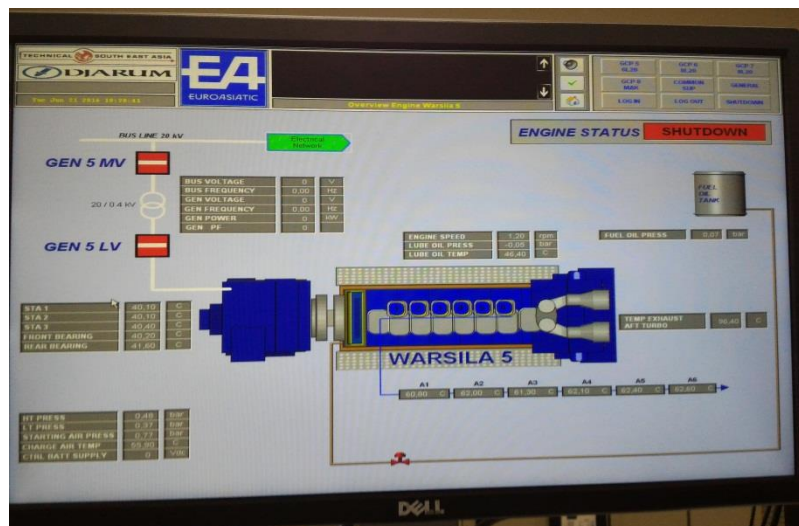 TECHNICAL SOUTH EAST ASIA
DJARUM
EA
EUROASIATIC
Overview Engine Warsila 5
GCP 5
GCP 6
GCP 7
GCP 8
COMMON
GENERAL
LOG IN
LOG OUT
SHUTDOWN
BUS LINE 20 kV
Electrical
Network
ENGINE STATUS SHUTDOWN
GEN 5 MV
20 / 0.4 kV
GEN 5 LV
BUS VOLTAGE 0 V
BUS FREQUENCY 0,00 Hz
GEN VOLTAGE 0 V
GEN FREQUENCY 0,00 Hz
GEN POWER 0 kW
GEN PF 0
FUEL
OIL
TANK
ENGINE SPEED 1,20 rpm
LUBE OIL PRESS -0,05 bar
LUBE OIL TEMP 46,40 C
FUEL OIL PRESS 0,07 bar
STA 1 40,10 C
STA 2 40,10 C
STA 3 40,40 C
FRONT BEARING 40,20 C
REAR BEARING 41,60 C
TEMP EXHAUST
AFT TURBO
96,40 C
WARSILA 5
A1 A2 A3 A4 A5 A6
60,60 C 62,00 C 61,30 C 62,10 C 62,40 C 62,60 C
HT PRESS 0,48 bar
LT PRESS 0,37 bar
STARTING AIR PRESS 0,77 bar
CHARGE AIR TEMP 55,90 C
CTRL BATT SUPPLY 0 Vdc
DELL